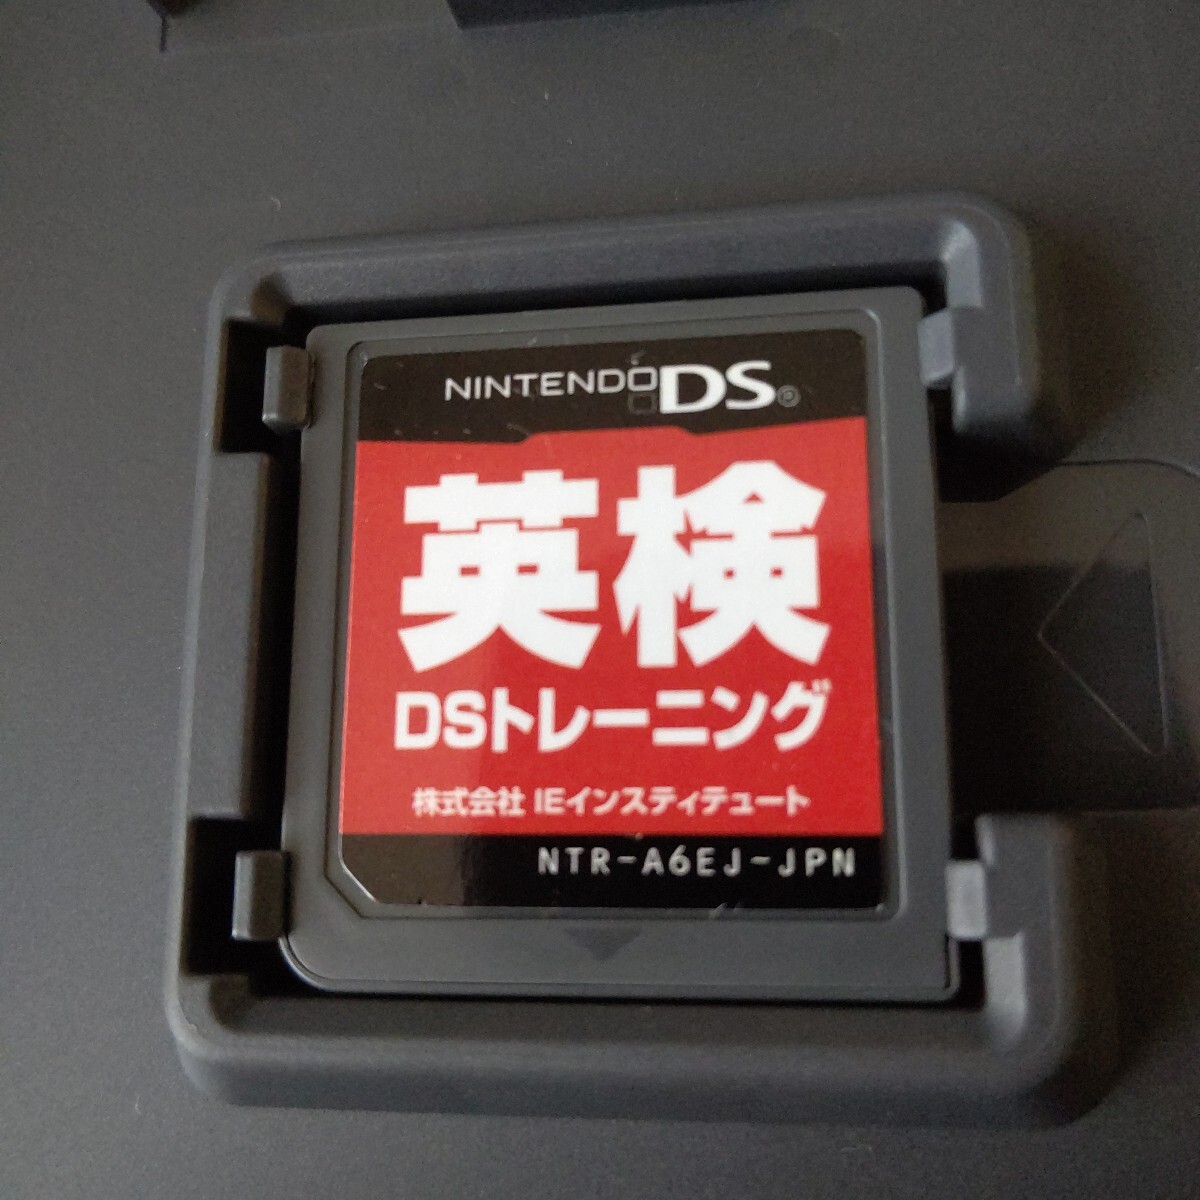 NINTENDO DS
英検
DSトレーニング
株式会社 IEインスティテュート
NTR-A6EJ-JPN